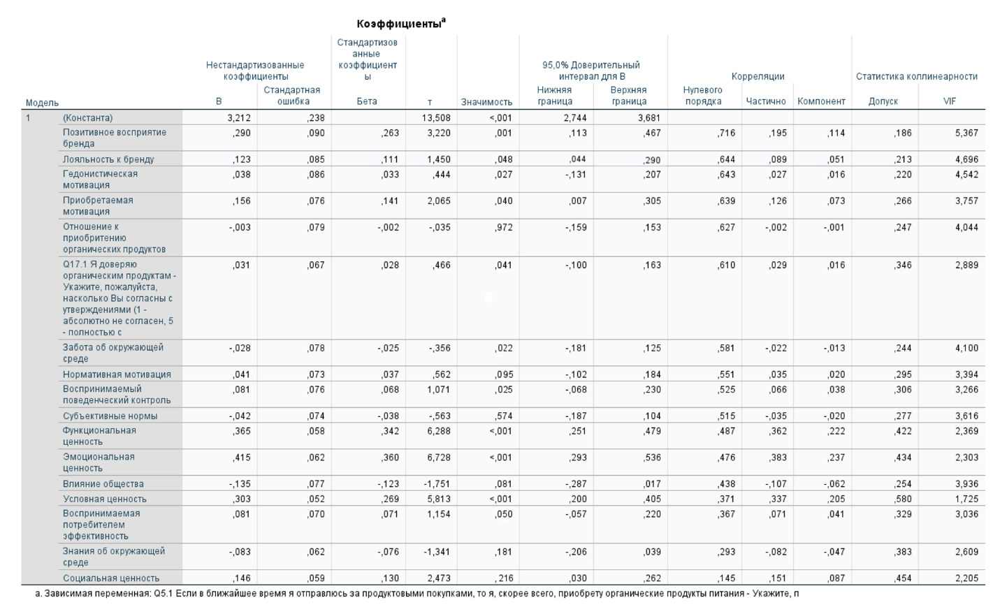 Коэффициентыa
Стандартизов
анные
коэффициент
ы
Нестандартизованные
коэффициенты
95,0% Доверительный
интервал для B
Корреляции
Статистика коллинеарности
Модель
B
Стандартная
ошибка
Бета
т
Значимость
Нижняя
граница
Верхняя
граница
Нулевого
порядка
Частично
Компонент
Допуск
VIF
1 (Константа) 3,212 ,238 13,508 <,001 2,744 3,681
Позитивное восприятие ,290 ,090 ,263 3,220 ,001 ,113 ,467 ,716 ,195 ,114 ,186 5,367
бренда
Лояльность к бренду ,123 ,085 ,111 1,450 ,048 ,044 ,290 ,644 ,089 ,051 ,213 4,696
Гедонистическая ,038 ,086 ,033 ,444 ,027 -,131 ,207 ,643 ,027 ,016 ,220 4,542
мотивация
Приобретаемая ,156 ,076 ,141 2,065 ,040 ,007 ,305 ,639 ,126 ,073 ,266 3,757
мотивация
Отношение к -,003 ,079 -,002 -,035 ,972 -,159 ,153 ,627 -,002 -,001 ,247 4,044
приобритению
органических продуктов
Q17.1 Я доверяю ,031 ,067 ,028 ,466 ,041 -,100 ,163 ,610 ,029 ,016 ,346 2,889
органическим продуктам -
Укажите, пожалуйста,
насколько Вы согласны с
утверждениями (1 -
абсолютно не согласен, 5
- полностью с
Забота об окружающей -,028 ,078 -,025 -,356 ,022 -,181 ,125 ,581 -,022 -,013 ,244 4,100
среде
Нормативная мотивация ,041 ,073 ,037 ,562 ,095 -,102 ,184 ,551 ,035 ,020 ,295 3,394
Воспринимаемый ,081 ,076 ,068 1,071 ,025 -,068 ,230 ,525 ,066 ,038 ,306 3,266
поведенческий контроль
Субъективные нормы -,042 ,074 -,038 -,563 ,574 -,187 ,104 ,515 -,035 -,020 ,277 3,616
Функциональная ,365 ,058 ,342 6,288 <,001 ,251 ,479 ,487 ,362 ,222 ,422 2,369
ценность
Эмоциональная ,415 ,062 ,360 6,728 <,001 ,293 ,536 ,476 ,383 ,237 ,434 2,303
ценность
Влияние общества -,135 ,077 -,123 -1,751 ,081 -,287 ,017 ,438 -,107 -,062 ,254 3,936
Условная ценность ,303 ,052 ,269 5,813 <,001 ,200 ,405 ,371 ,337 ,205 ,580 1,725
Воспринимаемая ,081 ,070 ,071 1,154 ,050 -,057 ,220 ,367 ,071 ,041 ,329 3,036
потребителем
эффективность
Знания об окружающей -,083 ,062 -,076 -1,341 ,181 -,206 ,039 ,293 -,082 -,047 ,383 2,609
среде
Социальная ценность ,146 ,059 ,130 2,473 ,216 ,030 ,262 ,145 ,151 ,087 ,454 2,205
a. Зависимая переменная: Q5.1 Если в ближайшее время я отправлюсь за продуктовыми покупками, то я, скорее всего, приобрету органические продукты питания - Укажите, п